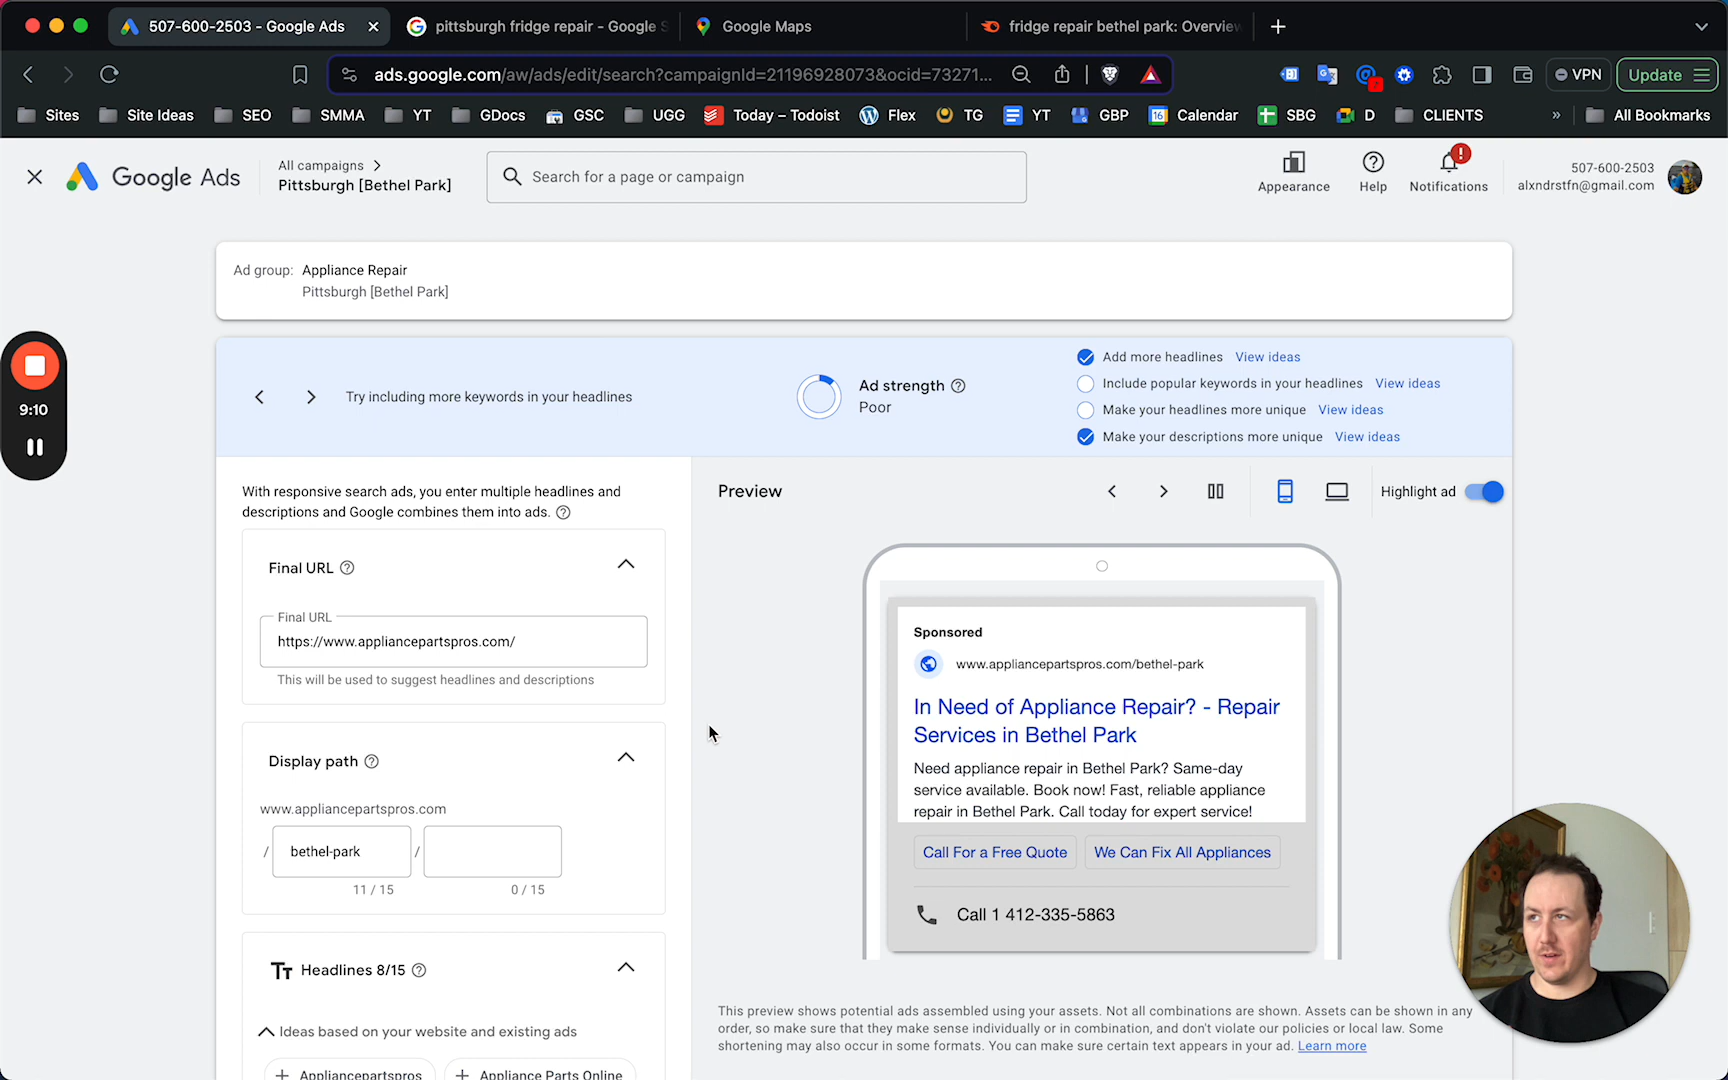 507-600-2503 - Google Ads
pittsburgh fridge repair - Google S
Google Maps
fridge repair bethel park: Overview
ads.google.com/aw/ads/edit/search?campaignId=21196928073&ocid=73271...
VPN
Update
Sites
Site Ideas
SEO
SMMA
YT
GDocs
GSC
UGG
Today – Todoist
Flex
TG
YT
GBP
16
Calendar
SBG
D
CLIENTS
»
All Bookmarks
Google Ads
All campaigns
Pittsburgh [Bethel Park]
Search for a page or campaign
Appearance
Help
Notifications
507-600-2503
alxndrstfn@gmail.com
Ad group: Appliance Repair
Pittsburgh [Bethel Park]
9:10
Try including more keywords in your headlines
Ad strength
Poor
Add more headlines View ideas
Include popular keywords in your headlines View ideas
Make your headlines more unique View ideas
Make your descriptions more unique View ideas
With responsive search ads, you enter multiple headlines and
descriptions and Google combines them into ads.
Final URL
Final URL
https://www.appliancepartspros.com/
This will be used to suggest headlines and descriptions
Display path
www.appliancepartspros.com
/ bethel-park /
11 / 15
0 / 15
Tт Headlines 8/15
Ideas based on your website and existing ads
+ Appliancepartspros
+ Appliance Parts Online
Preview
Highlight ad
Sponsored
www.appliancepartspros.com/bethel-park
In Need of Appliance Repair? - Repair
Services in Bethel Park
Need appliance repair in Bethel Park? Same-day
service available. Book now! Fast, reliable appliance
repair in Bethel Park. Call today for expert service!
Call For a Free Quote
We Can Fix All Appliances
Call 1 412-335-5863
This preview shows potential ads assembled using your assets. Not all combinations are shown. Assets can be shown in any
order, so make sure that they make sense individually or in combination, and don't violate our policies or local law. Some
shortening may also occur in some formats. You can make sure certain text appears in your ad. Learn more